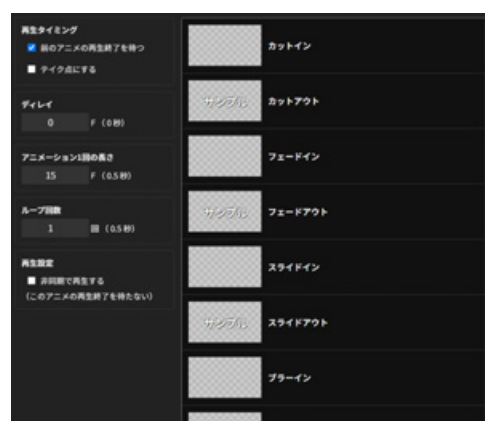 再生タイミング
前のアニメの再生終了を待つ
テイク点にする
ディレイ
0 F (0秒)
アニメーション1回の長さ
15 F (0.5秒)
ループ回数
1 回 (0.5秒)
再生設定
非同期で再生する
(このアニメの再生終了を待たない)
カットイン
サンプル カットアウト
フェードイン
サンプル フェードアウト
スライドイン
サンプル スライドアウト
ブラーイン